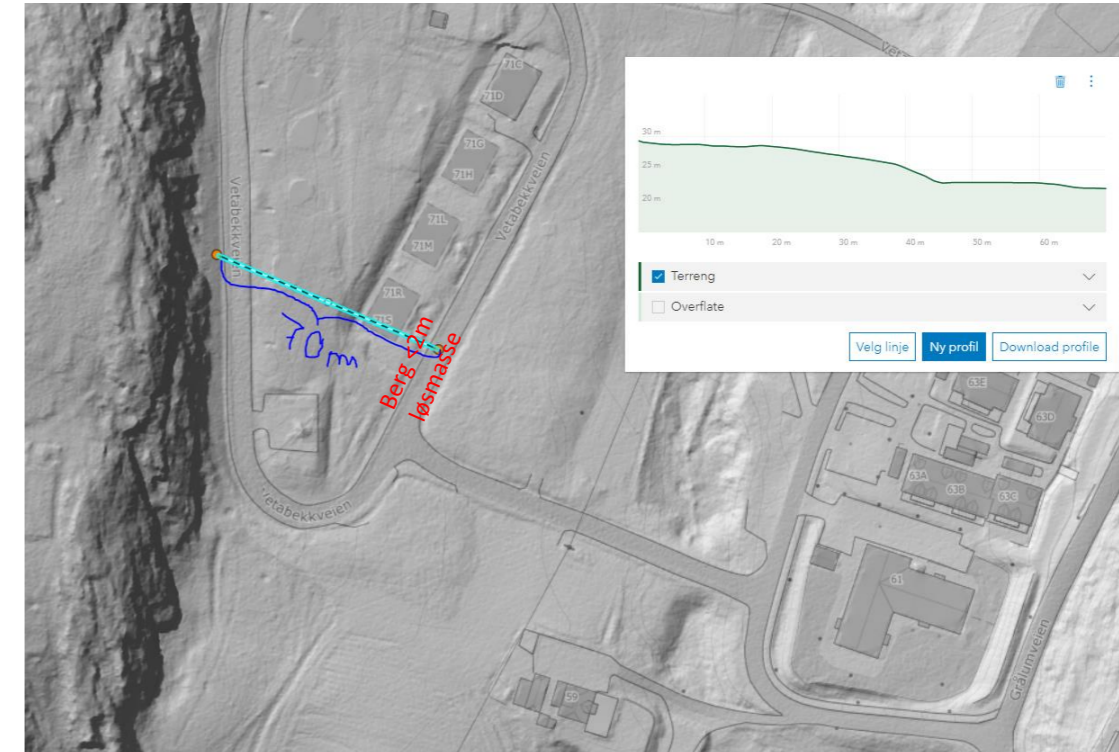 71C
71D
71G
71H
71L
71M
71R
71S
Vetabekkveien
Vetabekkveien
Vetabekkveien
70m
Berg <2m
løsmasse
30 m
25 m
20 m
10 m
20 m
30 m
40 m
50 m
60 m
Terreng
Overflate
Velg linje
Ny profil
Download profile
63E
63D
63A
63B
63C
61
59
Grålumveien